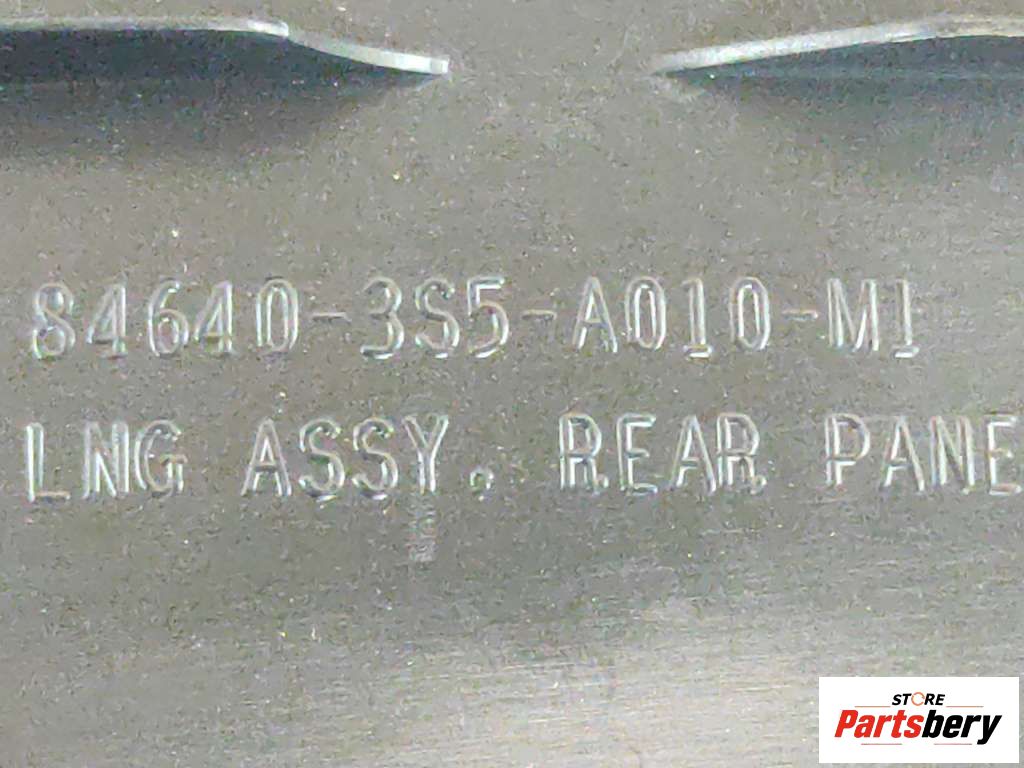 84640-3S5-A010-M1
LNG ASSY, REAR PANE
STORE
Partsbery